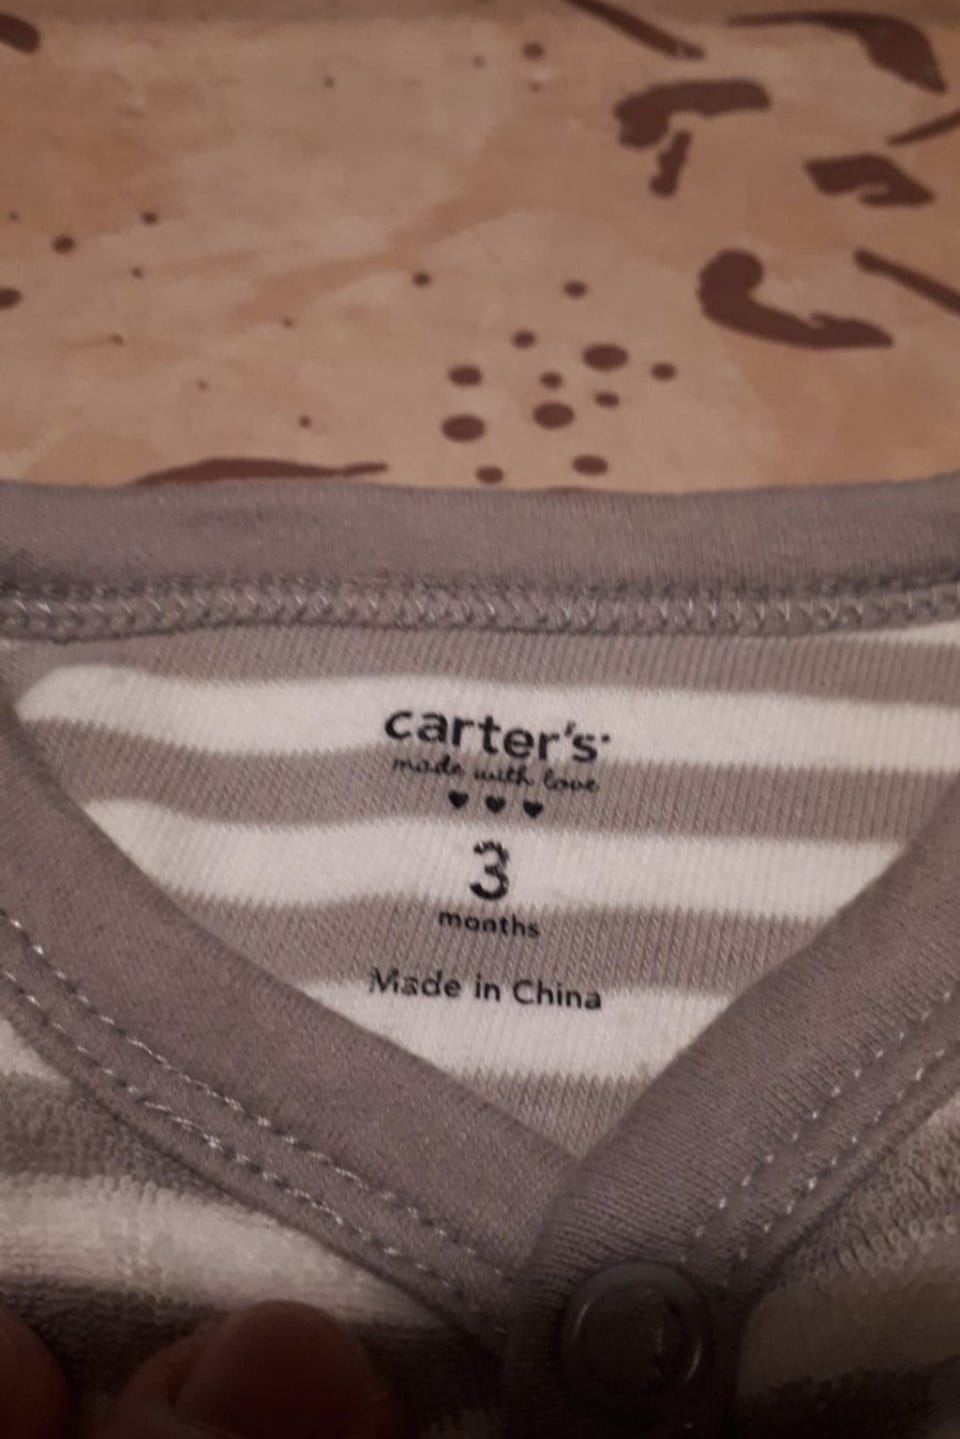 carter's
made with love
3
months
Made in China